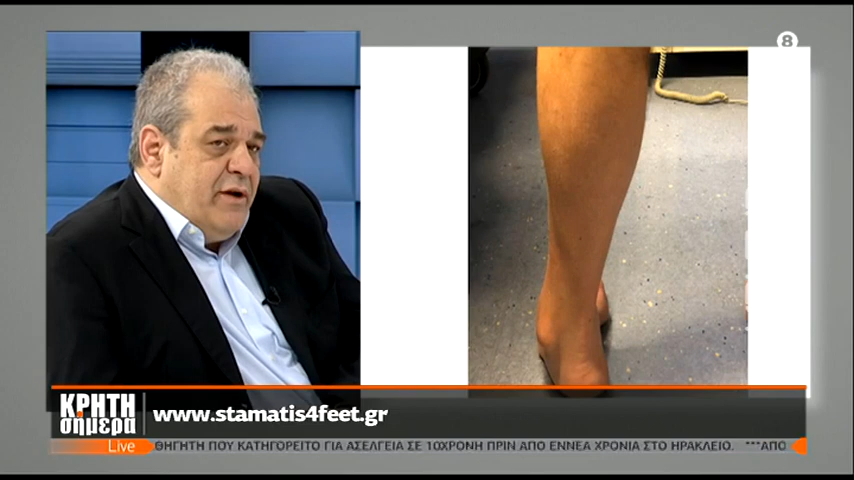 8
ΚΡΗΤΗ
σήμερα
www.stamatis4feet.gr
Live
ΘΗΓΗΤΗ ΠΟΥ ΚΑΤΗΓΟΡΕΙΤΟ ΓΙΑ ΑΣΕΛΓΕΙΑ ΣΕ 10ΧΡΟΝΗ ΠΡΙΝ ΑΠΟ ΕΝΝΕΑ ΧΡΟΝΙΑ ΣΤΟ ΗΡΑΚΛΕΙΟ. ***ΑΠΟ